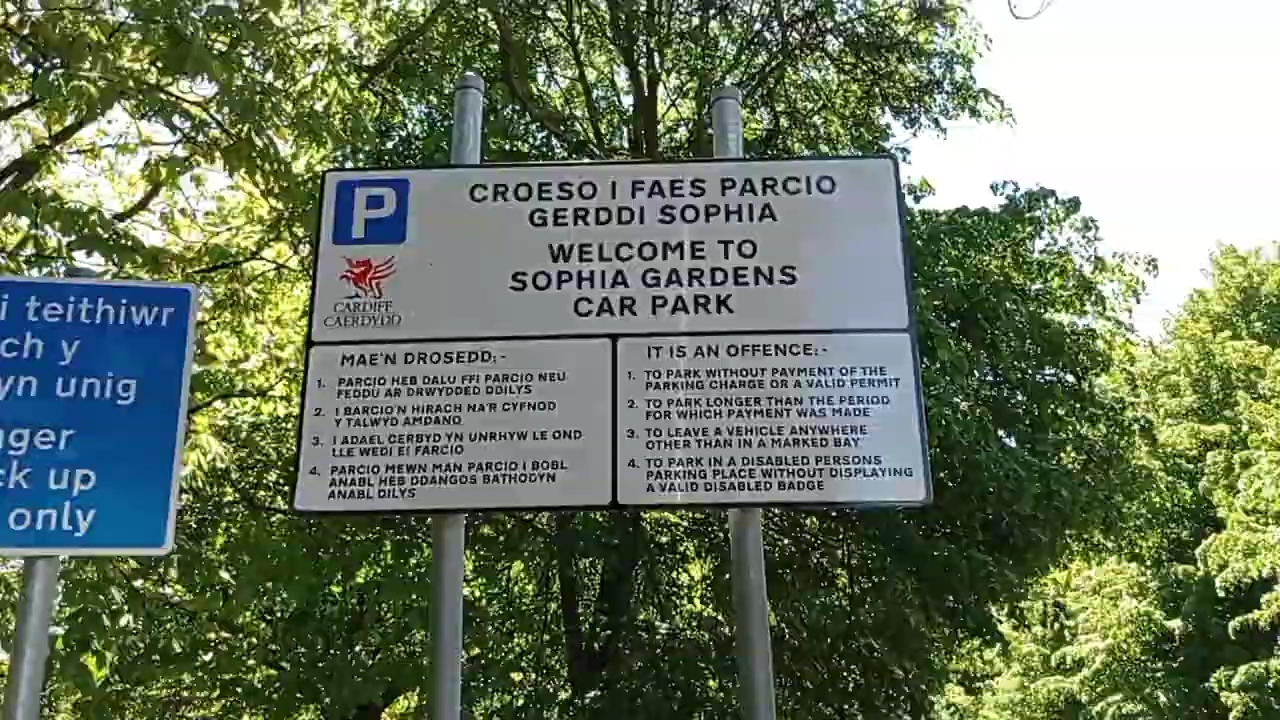 i teithiwr
ch y
yn unig
ger
ck up
only
P
CARDIFF
CAERDYDD
CROESO I FAES PARCIO
GERDDI SOPHIA
WELCOME TO
SOPHIA GARDENS
CAR PARK
MAE'N DROSEDD:-
1. PARCIO HEB DALU FFI PARCIO NEU
FEDDU AR DRWYDDED DDILYS
2. I BARCIO'N HIRACH NA'R CYFNOD
Y TALWYD AMDANO
3. I ADAEL CERBYD YN UNRHYW LE OND
LLE WEDI EI FARCIO
4. PARCIO MEWN MAN PARCIO I BOBL
ANABL HEB DDANGOS BATHODYN
ANABL DILYS
IT IS AN OFFENCE:-
1. TO PARK WITHOUT PAYMENT OF THE
PARKING CHARGE OR A VALID PERMIT
2. TO PARK LONGER THAN THE PERIOD
FOR WHICH PAYMENT WAS MADE
3. TO LEAVE A VEHICLE ANYWHERE
OTHER THAN IN A MARKED BAY
4. TO PARK IN A DISABLED PERSONS
PARKING PLACE WITHOUT DISPLAYING
A VALID DISABLED BADGE